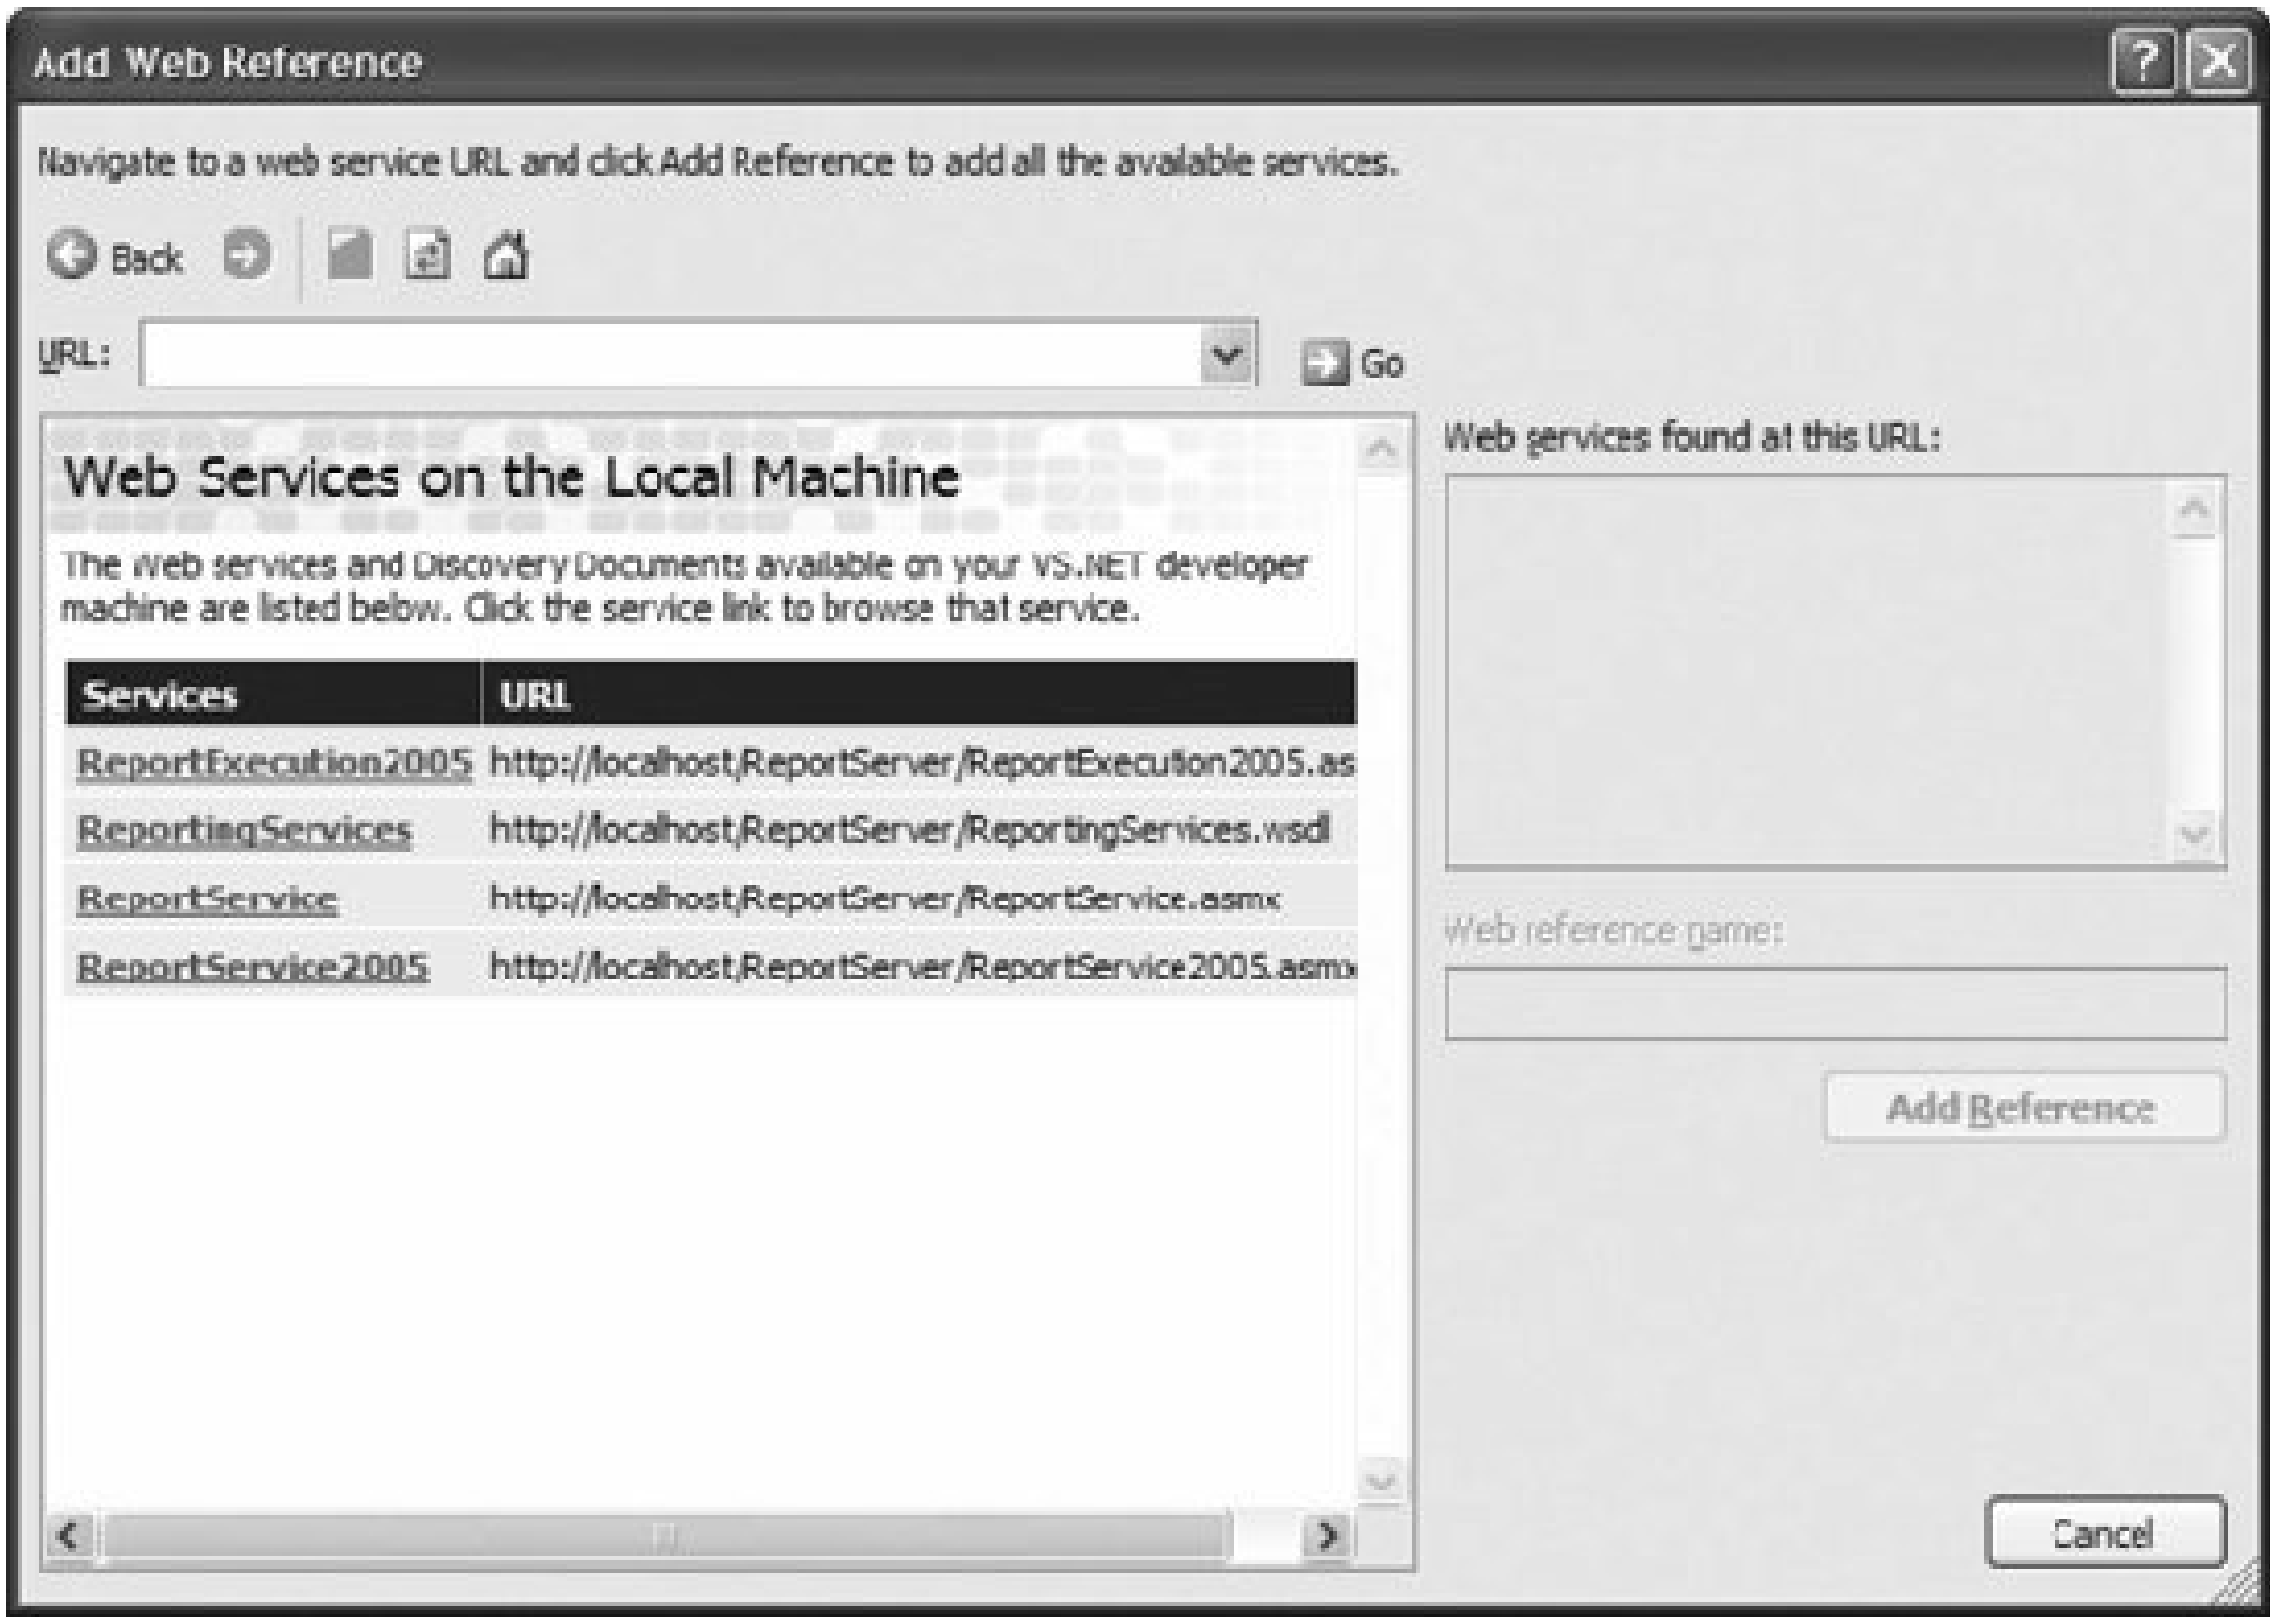 Add Web Reference
Navigate to a web service URL and click Add Reference to add all the available services.
Back
URL:
Go
Web Services on the Local Machine
The Web services and Discovery Documents available on your VS.NET developer
machine are listed below. Click the service link to browse that service.
Services URL
ReportExecution2005 http://localhost/ReportServer/ReportExecution2005.as
ReportingServices http://localhost/ReportServer/ReportingServices.wsdl
ReportService http://localhost/ReportServer/ReportService.asmx
ReportService2005 http://localhost/ReportServer/ReportService2005.asmx
Web services found at this URL:
Web reference name:
Add Reference
Cancel